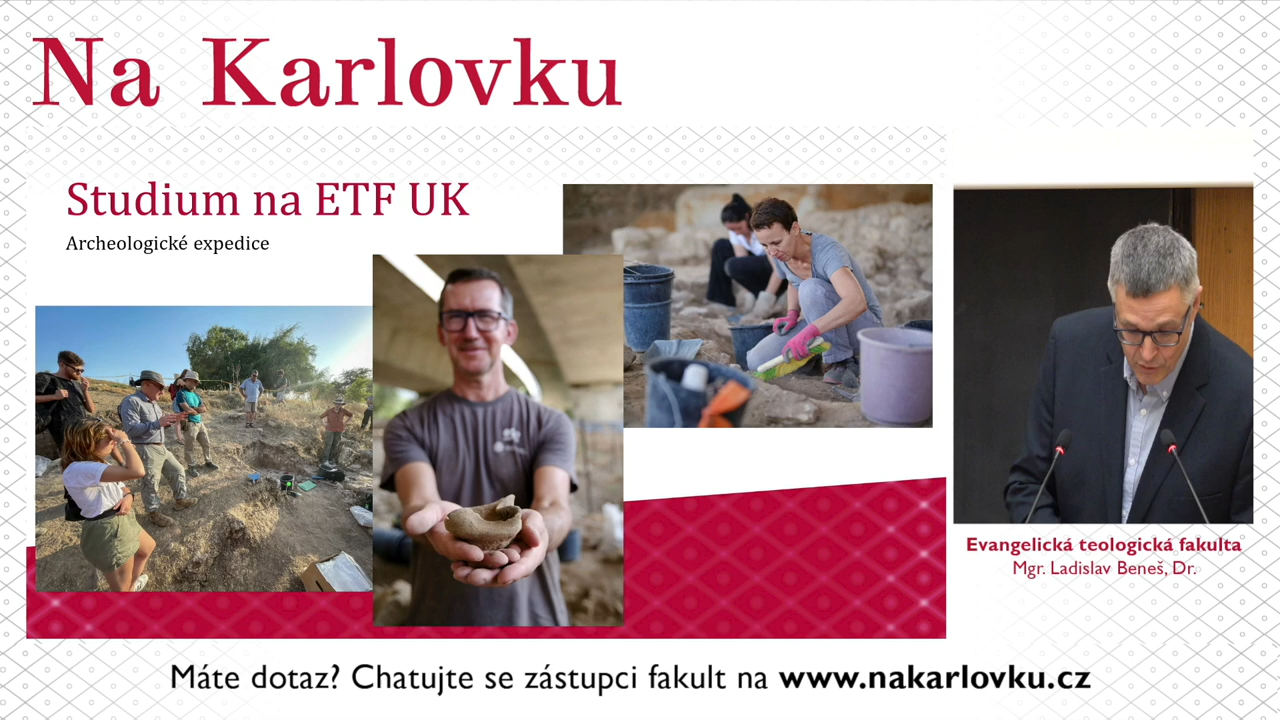 Na Karlovku
Studium na ETF UK
Archeologické expedice
Evangelická teologická fakulta
Mgr. Ladislav Beneš, Dr.
Máte dotaz? Chatujte se zástupci fakult na www.nakarlovku.cz